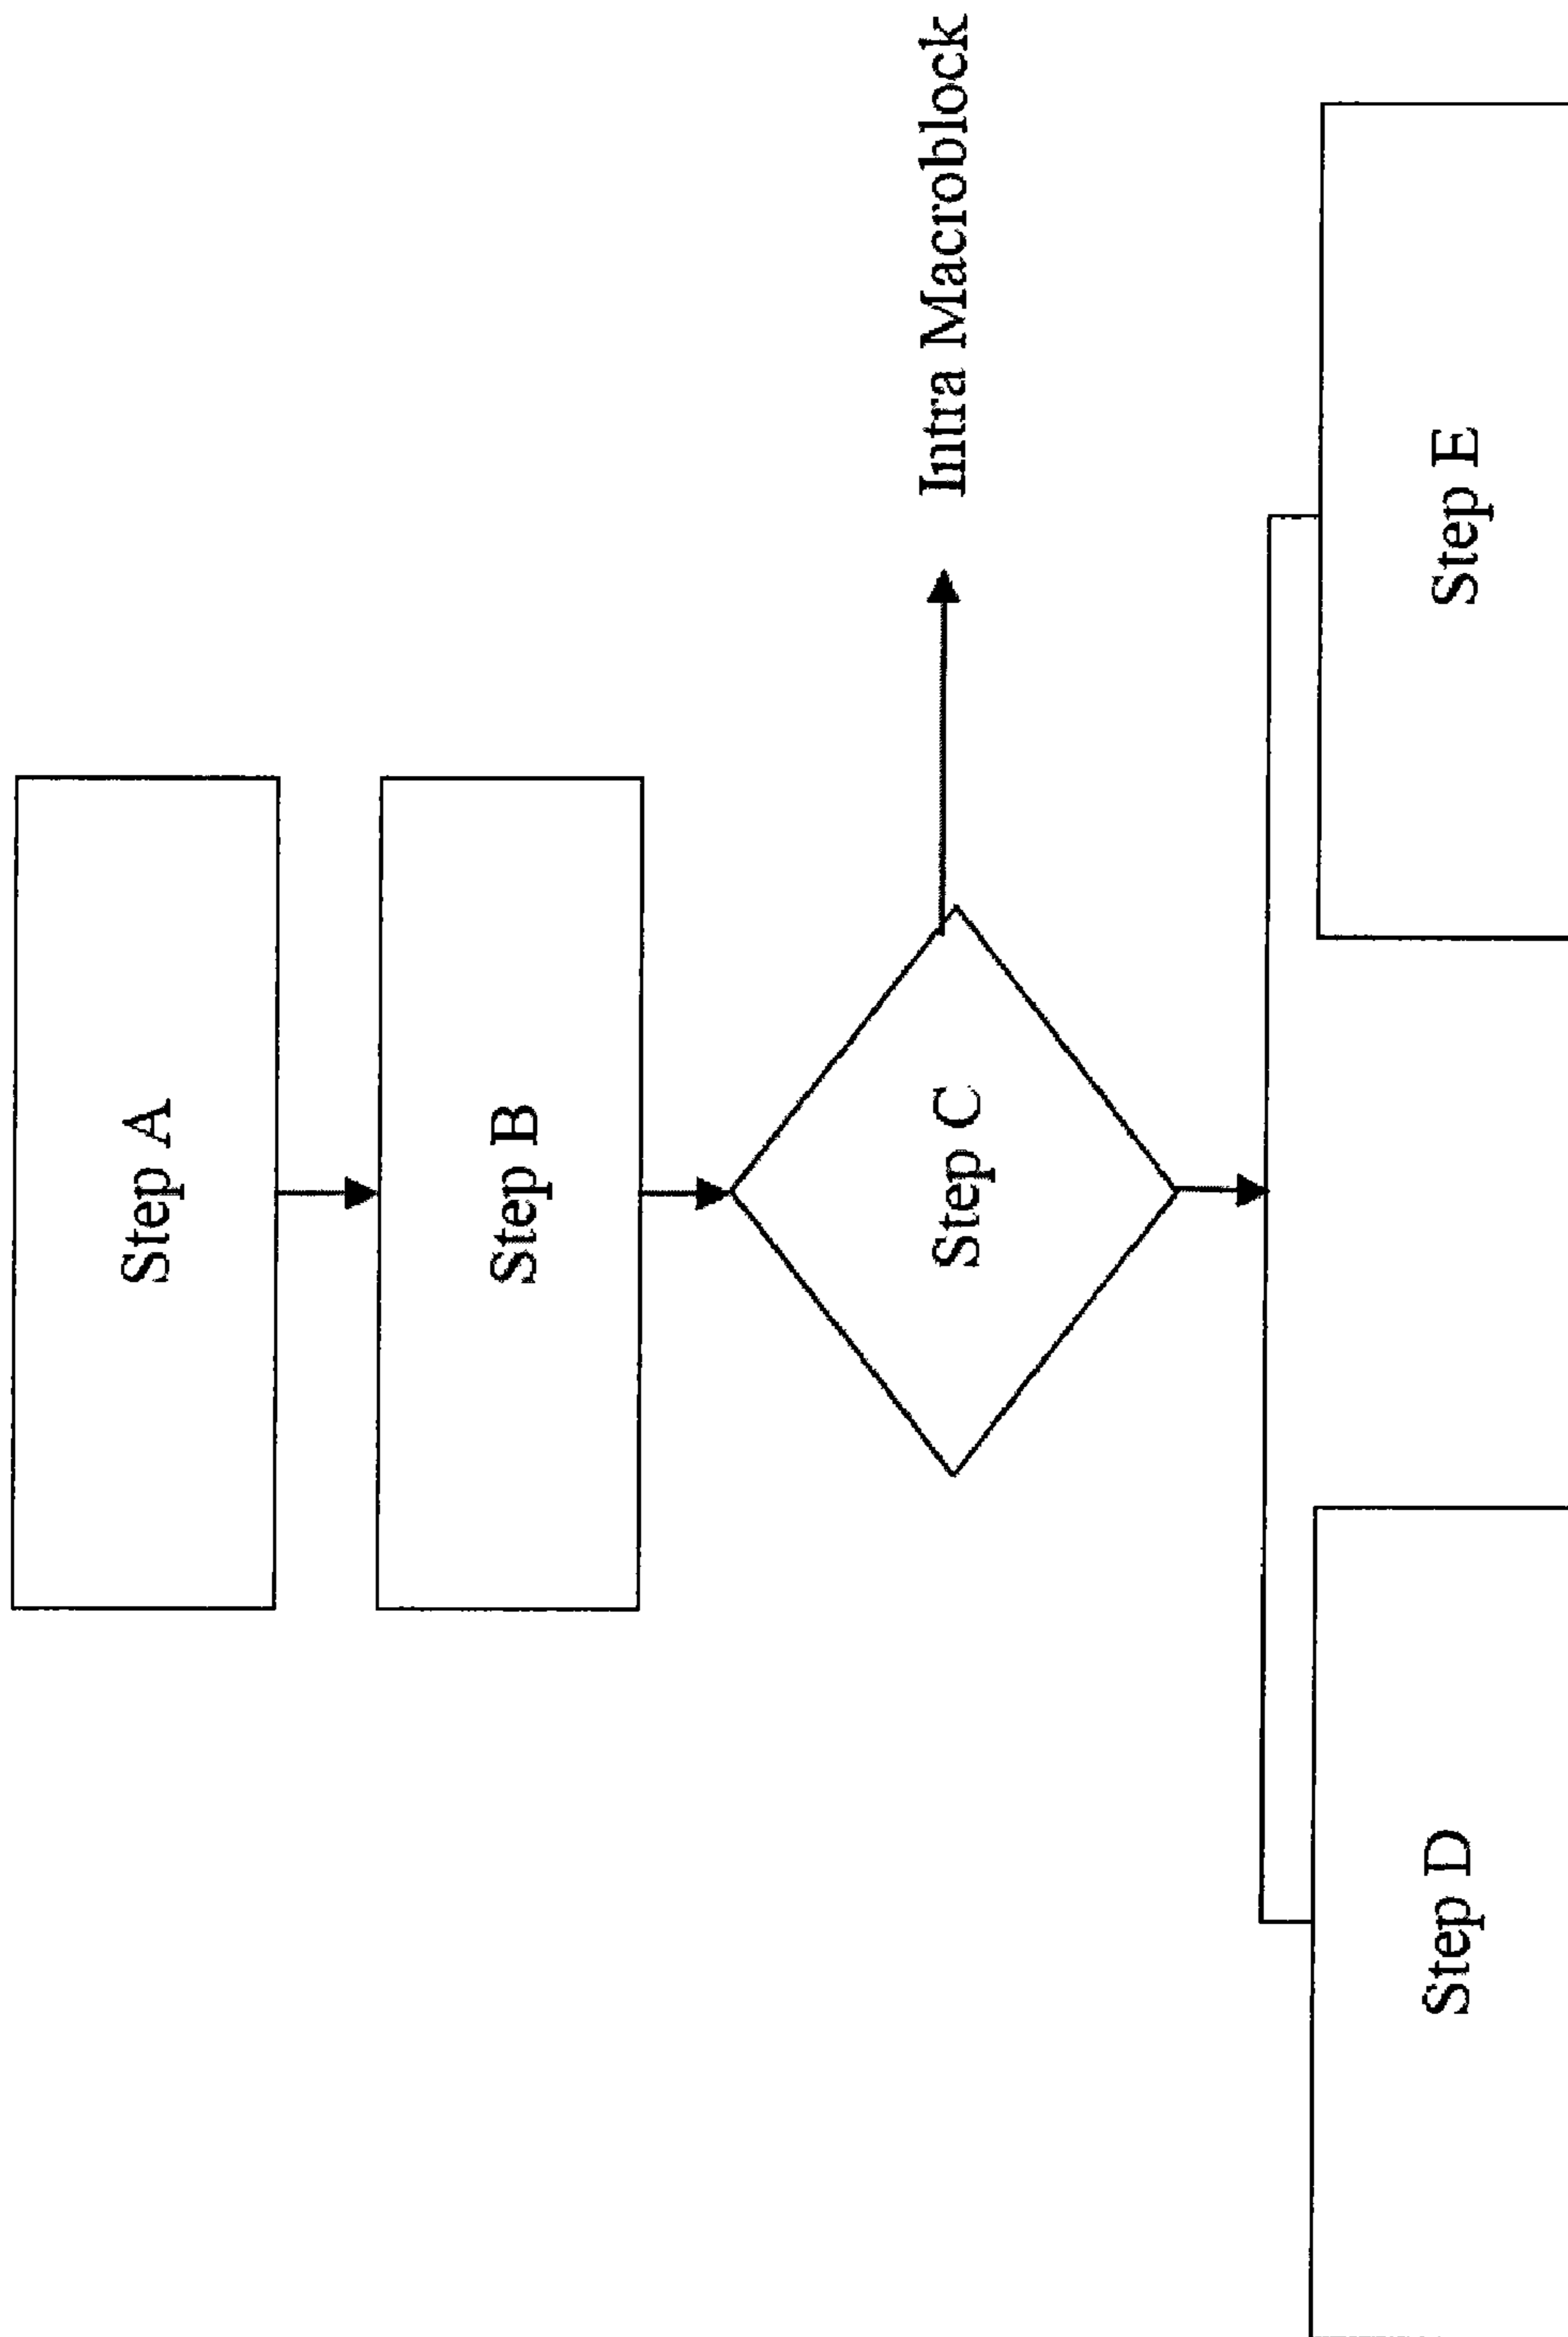 Step A
Step B
Step C
Intra Macroblock
Step D
Step E